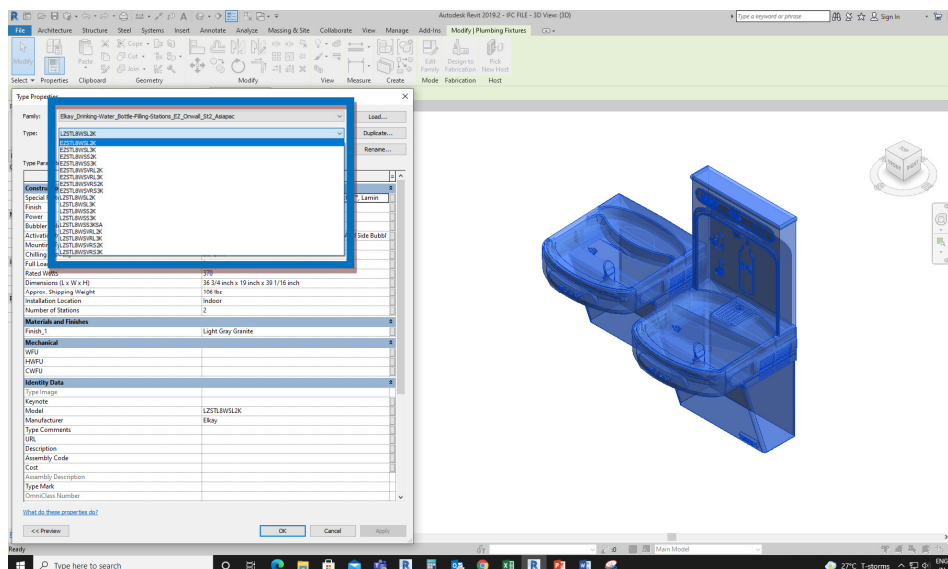 Autodesk Revit 2019.2 - IFC FILE - 3D View: {3D}
Type a keyword or phrase
Sign In
File Architecture Structure Steel Systems Insert Annotate Analyze Massing & Site Collaborate View Manage Add-Ins Modify | Plumbing Fixtures
Modify
Paste
Cope
Cut
Join
Edit Family
Design to Fabrication
Pick New Host
Select Properties Clipboard Geometry Modify View Measure Create Mode Fabrication Host
Type Properties
Family: Elkay_Drinking-Water_Bottle-Filling-Stations_EZ_Onwall_St2_Asiapac Load...
Type: LZSTL8WSL2K Duplicate...
Rename...
EZSTL8WSL2K
EZSTL8WSL3K
EZSTL8WSS2K
EZSTL8WSS3K
EZSTL8WSVRL2K
EZSTL8WSVRL3K
EZSTL8WSVRS2K
EZSTL8WSVRS3K
LZSTL8WSL2K
LZSTL8WSL3K
LZSTL8WSS2K
LZSTL8WSS3K
LZSTL8WSS3KSA
LZSTL8WSVRL2K
LZSTL8WSVRL3K
LZSTL8WSVRS2K
LZSTL8WSVRS3K
Type Para
=
Special
, Lamin
Finish
Power
Bubbler
Activati
Side Bubbl
Mountin
Chilling
Full Loa
Rated Watts 370
Dimensions (L x W x H) 36 3/4 inch x 19 inch x 39 1/16 inch
Approx. Shipping Weight 106 lbs
Installation Location Indoor
Number of Stations 2
Materials and Finishes
Finish_1 Light Gray Granite
Mechanical
WFU
HWFU
CWFU
Identity Data
Type Image
Keynote
Model LZSTL8WSL2K
Manufacturer Elkay
Type Comments
URL
Description
Assembly Code
Cost
Assembly Description
Type Mark
OmniClass Number
What do these properties do?
<< Preview OK Cancel Apply
TOP
FRONT
RIGHT
Ready
:0
Main Model
Type here to search
27°C T-storms
ENG